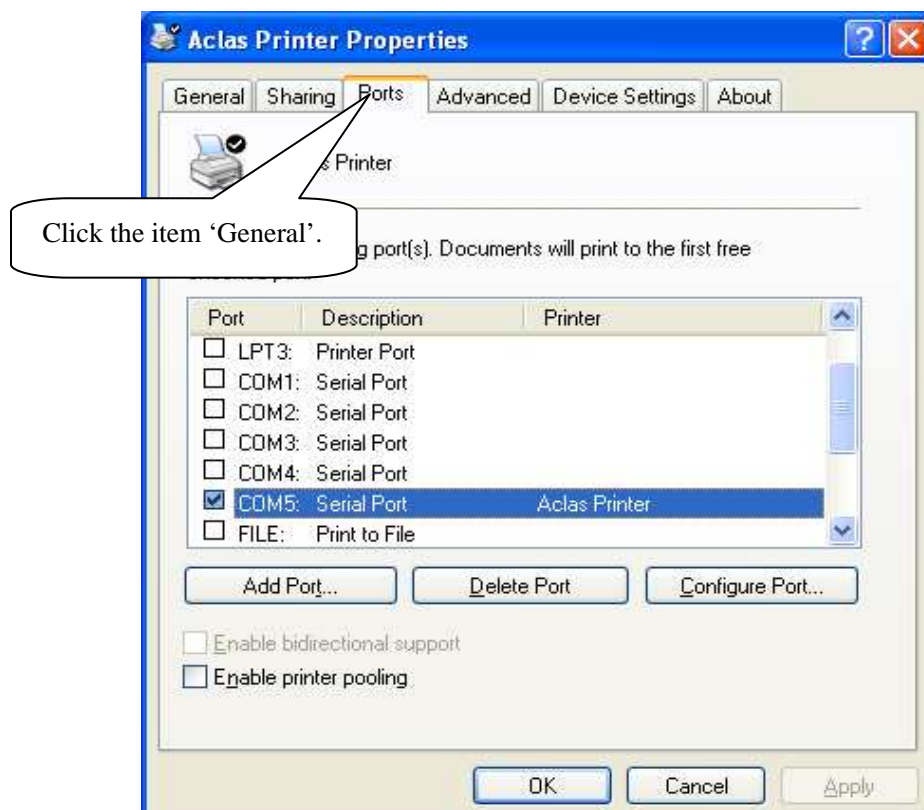 Aclas Printer Properties
General Sharing Ports Advanced Device Settings About
Printer
Click the item ‘General’.
port(s). Documents will print to the first free
Port Description Printer
LPT3: Printer Port
COM1: Serial Port
COM2: Serial Port
COM3: Serial Port
COM4: Serial Port
COM5: Serial Port Aclas Printer
FILE: Print to File
Add Port... Delete Port Configure Port...
Enable bidirectional support
Enable printer pooling
OK Cancel Apply